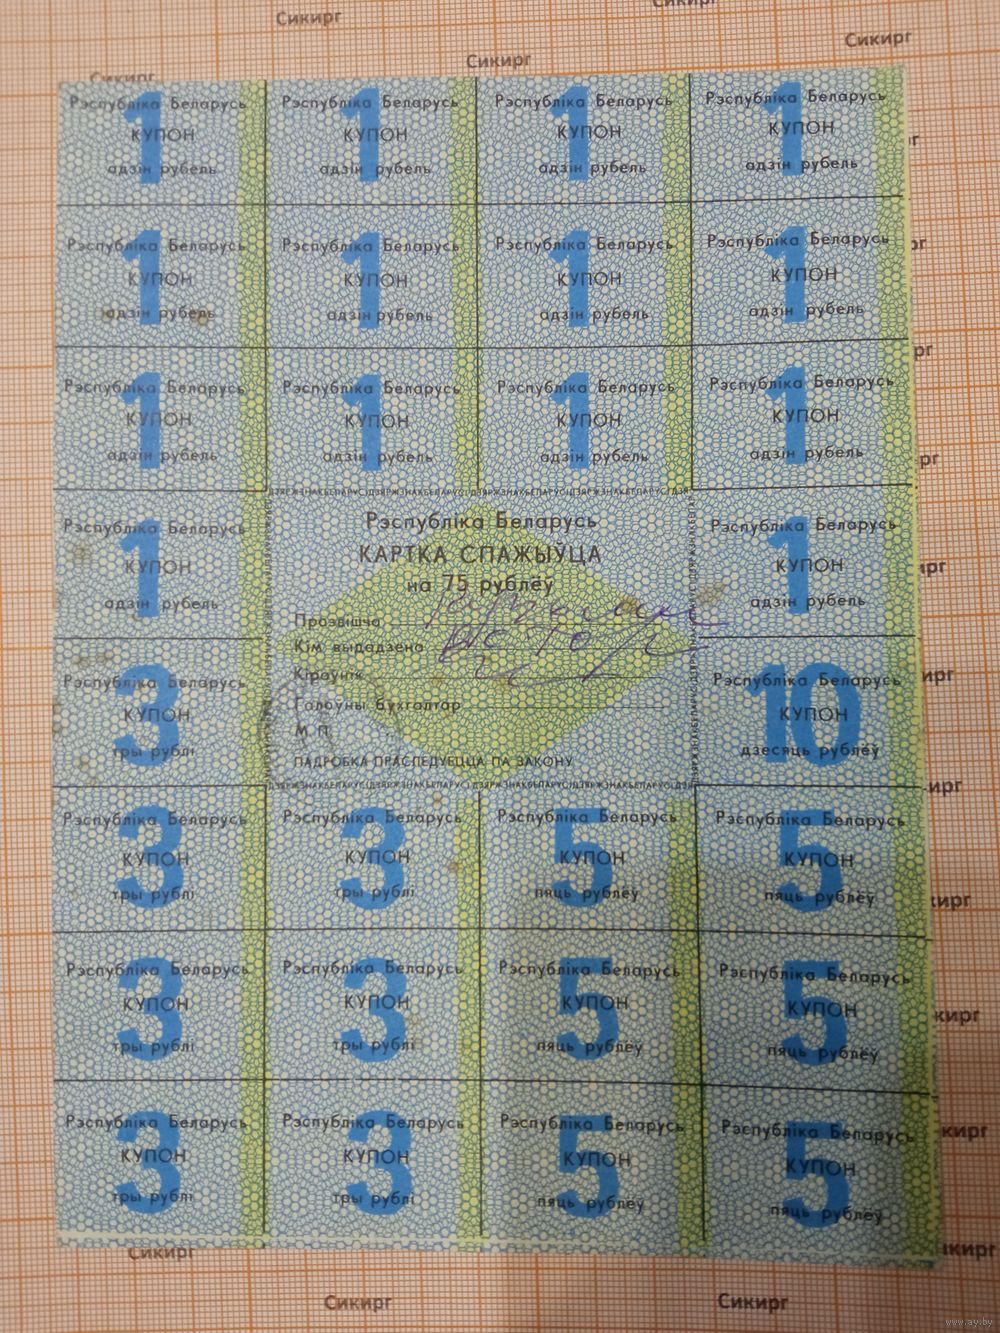 Сикирг
Сикирг
Сикирг
Сикирг
Сикирг
1 1 1 1
Рэспубліка Беларусь Рэспубліка Беларусь Рэспубліка Беларусь Рэспубліка Беларусь
КУПОН КУПОН КУПОН КУПОН
адзін рубель адзін рубель адзін рубель адзін рубель
1 1 1 1
Рэспубліка Беларусь Рэспубліка Беларусь Рэспубліка Беларусь Рэспубліка Беларусь
КУПОН КУПОН КУПОН КУПОН
адзін рубель адзін рубель адзін рубель адзін рубель
1 1 1 1
Рэспубліка Беларусь Рэспубліка Беларусь Рэспубліка Беларусь Рэспубліка Беларусь
КУПОН КУПОН КУПОН КУПОН
адзін рубель адзін рубель адзін рубель адзін рубель
1
Рэспубліка Беларусь
КУПОН
адзін рубель
ДЗЯРЖЗНАКБЕЛАРУСІДЗЯРЖЗНАКБЕЛАРУСІДЗЯРЖЗНАКБЕЛАРУСІДЗЯРЖЗНАКБЕЛАРУСІДЗЯР
Рэспубліка Беларусь
КАРТКА СПАЖЫЎЦА
на 75 рублёў
Прозвішча
Кім выдадзена
Кіраўнік
Галоўны бухгалтар
М П
ПАДРОБКА ПРАСЛЕДУЕЦЦА ПА ЗАКОНУ
ДЗЯРЖЗНАКБЕЛАРУСІДЗЯРЖЗНАКБЕЛАРУСІДЗЯРЖЗНАКБЕЛАРУСІДЗЯРЖЗНАКБЕЛАРУСІДЗЯР
1
Рэспубліка Беларусь
КУПОН
адзін рубель
3
Рэспубліка Беларусь
КУПОН
тры рублі
10
Рэспубліка Беларусь
КУПОН
дзесяць рублёў
3 3 5 5
Рэспубліка Беларусь Рэспубліка Беларусь Рэспубліка Беларусь Рэспубліка Беларусь
КУПОН КУПОН КУПОН КУПОН
тры рублі тры рублі пяць рублёў пяць рублёў
3 3 5 5
Рэспубліка Беларусь Рэспубліка Беларусь Рэспубліка Беларусь Рэспубліка Беларусь
КУПОН КУПОН КУПОН КУПОН
тры рублі тры рублі пяць рублёў пяць рублёў
3 3 5 5
Рэспубліка Беларусь Рэспубліка Беларусь Рэспубліка Беларусь Рэспубліка Беларусь
КУПОН КУПОН КУПОН КУПОН
тры рублі тры рублі пяць рублёў пяць рублёў
Сикирг
Сикирг
Сикирг
www.ay.by